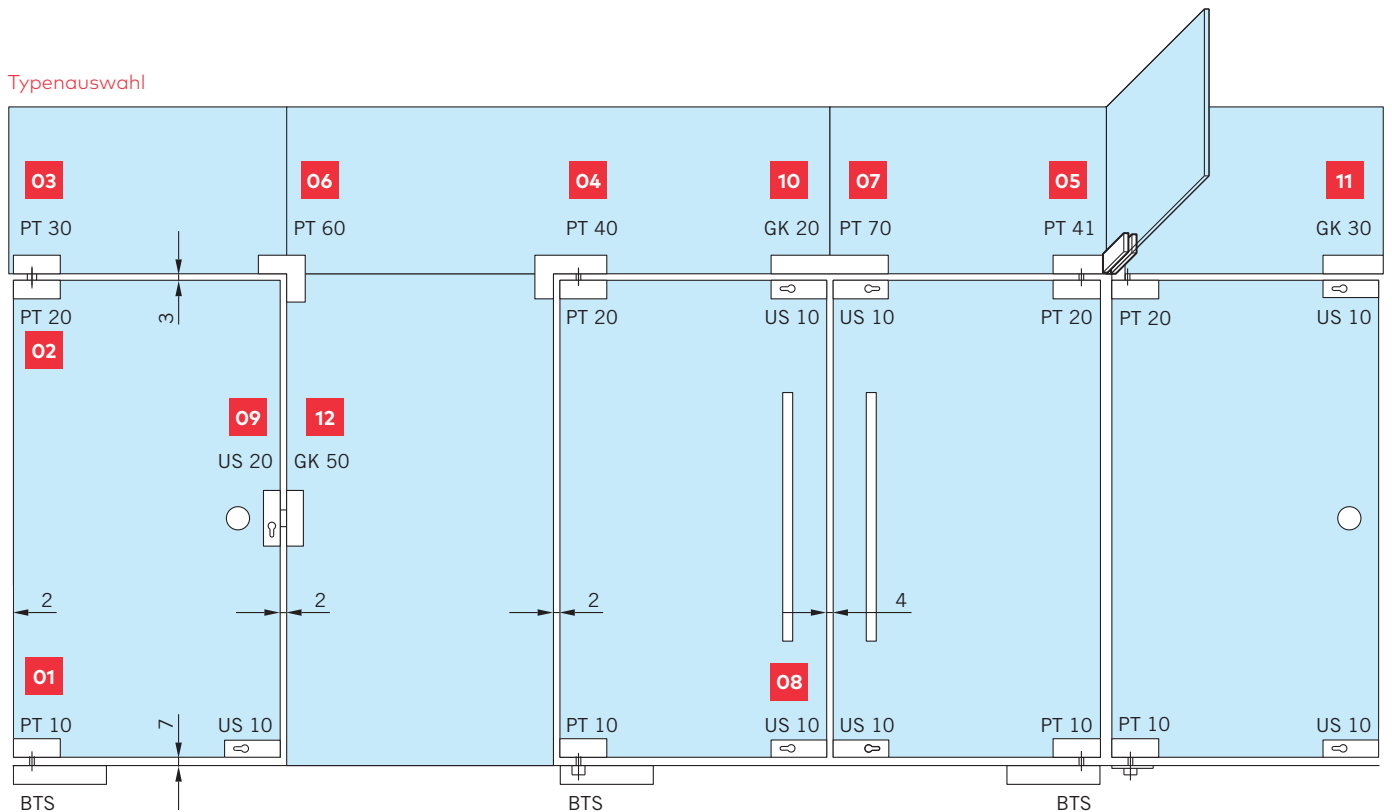 Typenauswahl
03 06 04 10 07 05 11
PT 30 PT 60 PT 40 GK 20 PT 70 PT 41 GK 30
PT 20 3 PT 20 US 10 US 10 PT 20 PT 20 US 10
02
09 12
US 20 GK 50
2 2 2 4
01 08
PT 10 7 US 10 PT 10 US 10 US 10 PT 10 PT 10 US 10
BTS BTS BTS